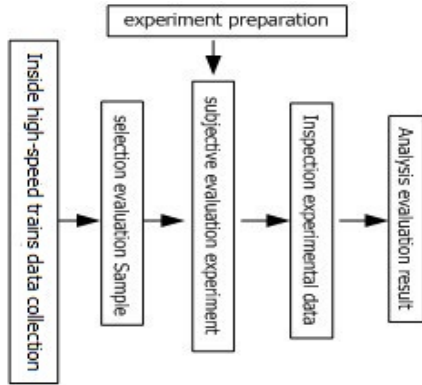 experiment preparation
Inside high-speed trains data collection
selection evaluation Sample
subjective evaluation experiment
Inspection experimental data
Analysis evaluation result